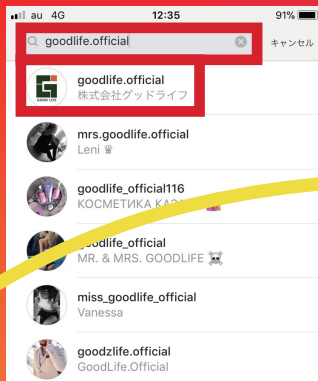 au 4G 12:35 91%
goodlife.official キャンセル
GOOD LIFE
goodlife.official
株式会社グッドライフ
mrs.goodlife.official
Leni ♕
goodlife_official116
КОСМЕТИКА
goodlife_official
MR. & MRS. GOODLIFE ☠️
miss_goodlife_official
Vanessa
goodzlife.official
GoodLife.Official